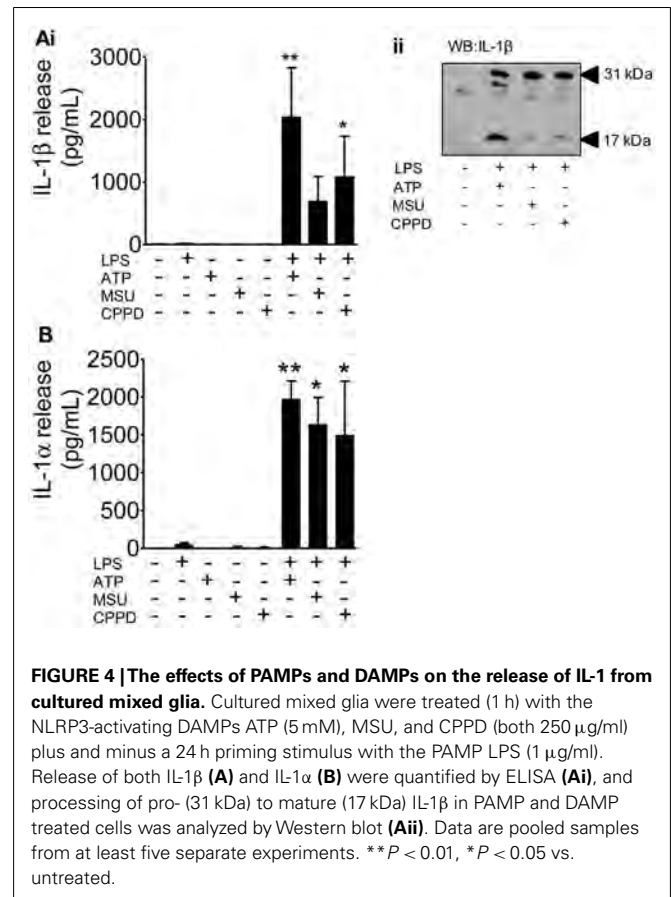 Ai
3000
2000
1000
0
IL-1β release
(pg/mL)
**
*
LPS - + - - - + + +
ATP - - + - - + - -
MSU - - - + - - + -
CPPD - - - - + - - +
ii
WB:IL-1β
31 kDa
17 kDa
LPS - + + +
ATP - + - -
MSU - - + -
CPPD - - - +
B
2500
2000
1500
1000
500
0
IL-1α release
(pg/mL)
**
*
*
LPS - + - - - + + +
ATP - - + - - + - -
MSU - - - + - - + -
CPPD - - - - + - - +
FIGURE 4 | The effects of PAMPs and DAMPs on the release of IL-1 from
cultured mixed glia. Cultured mixed glia were treated (1 h) with the
NLRP3-activating DAMPs ATP (5 mM), MSU, and CPPD (both 250 μg/ml)
plus and minus a 24 h priming stimulus with the PAMP LPS (1 μg/ml).
Release of both IL-1β (A) and IL-1α (B) were quantified by ELISA (Ai), and
processing of pro- (31 kDa) to mature (17 kDa) IL-1β in PAMP and DAMP
treated cells was analyzed by Western blot (Aii). Data are pooled samples
from at least five separate experiments. **P < 0.01, *P < 0.05 vs.
untreated.